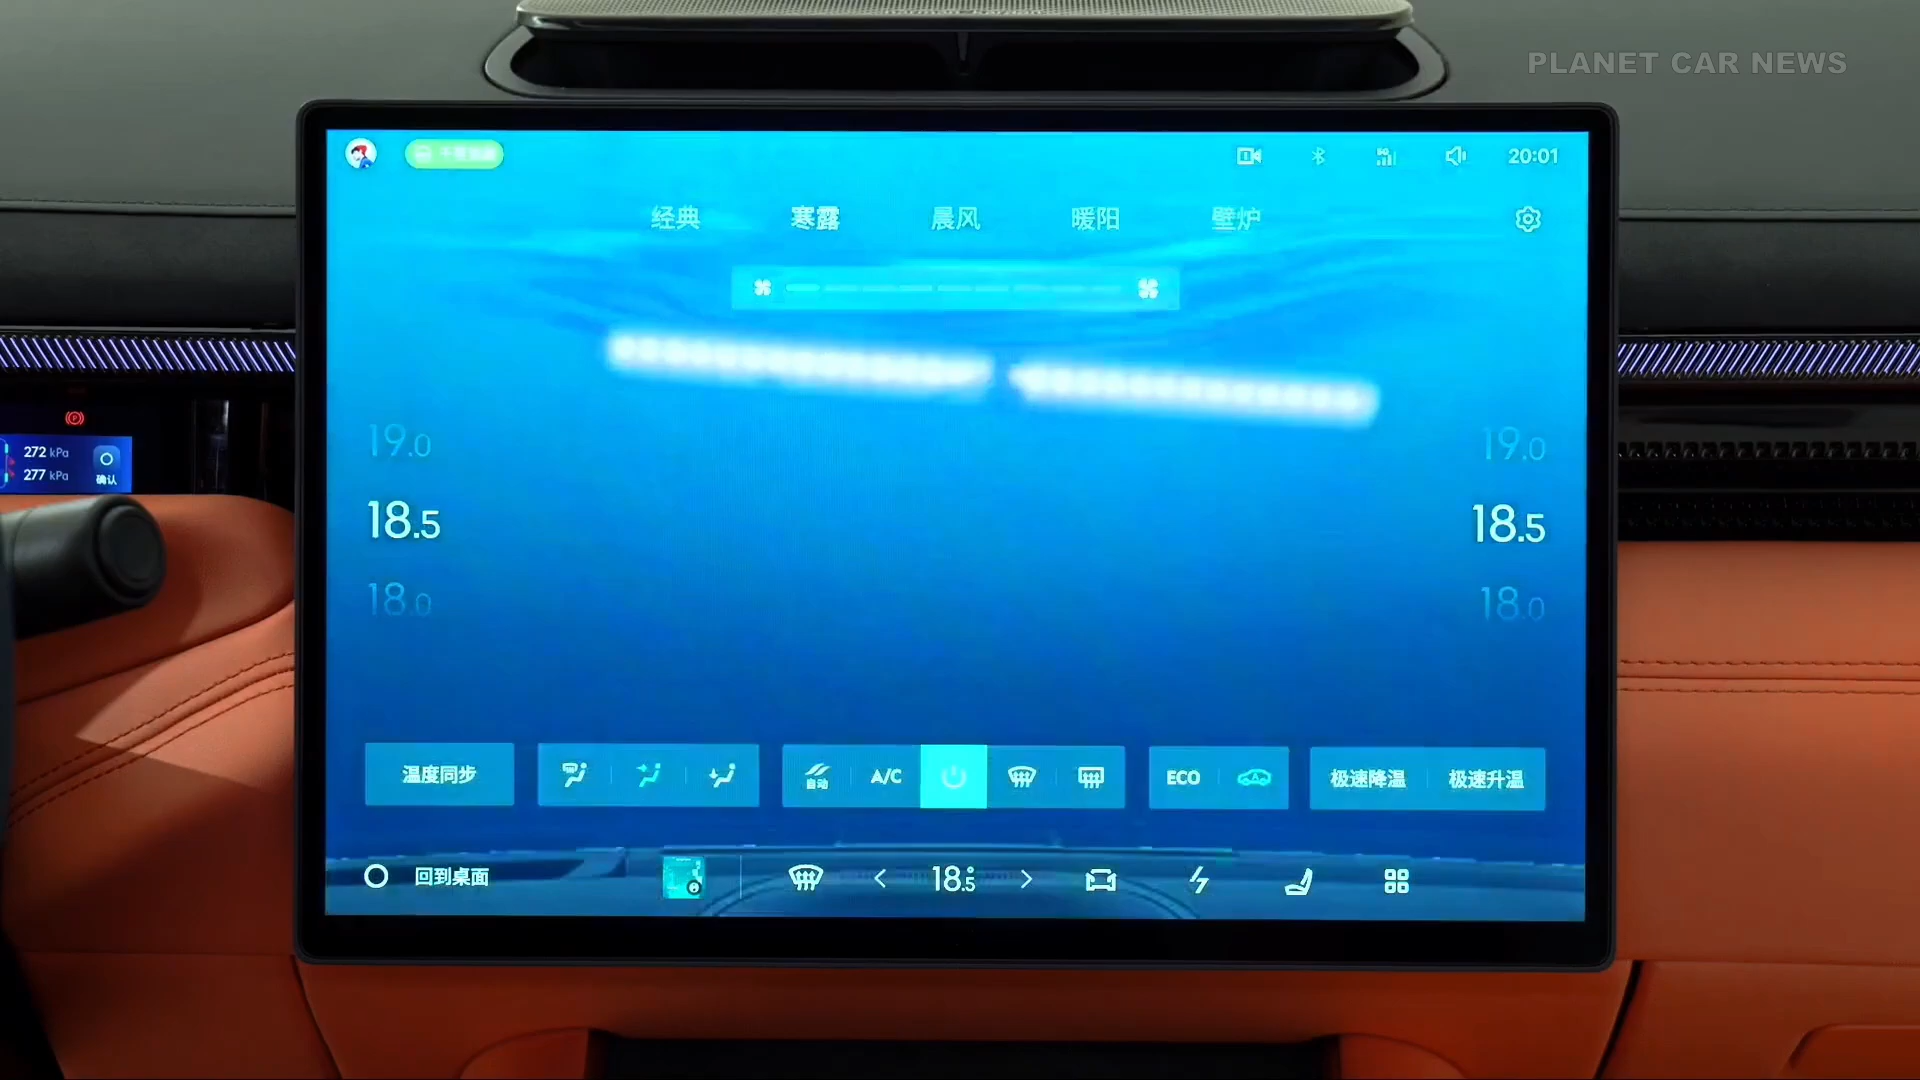 PLANET CAR NEWS
20:01
经典 寒露 晨风 暖阳 壁炉
272 kPa
277 kPa
确认
19.0 19.0
18.5 18.5
18.0 18.0
温度同步 自动 A/C ECO 极速降温 极速升温
回到桌面 18.5